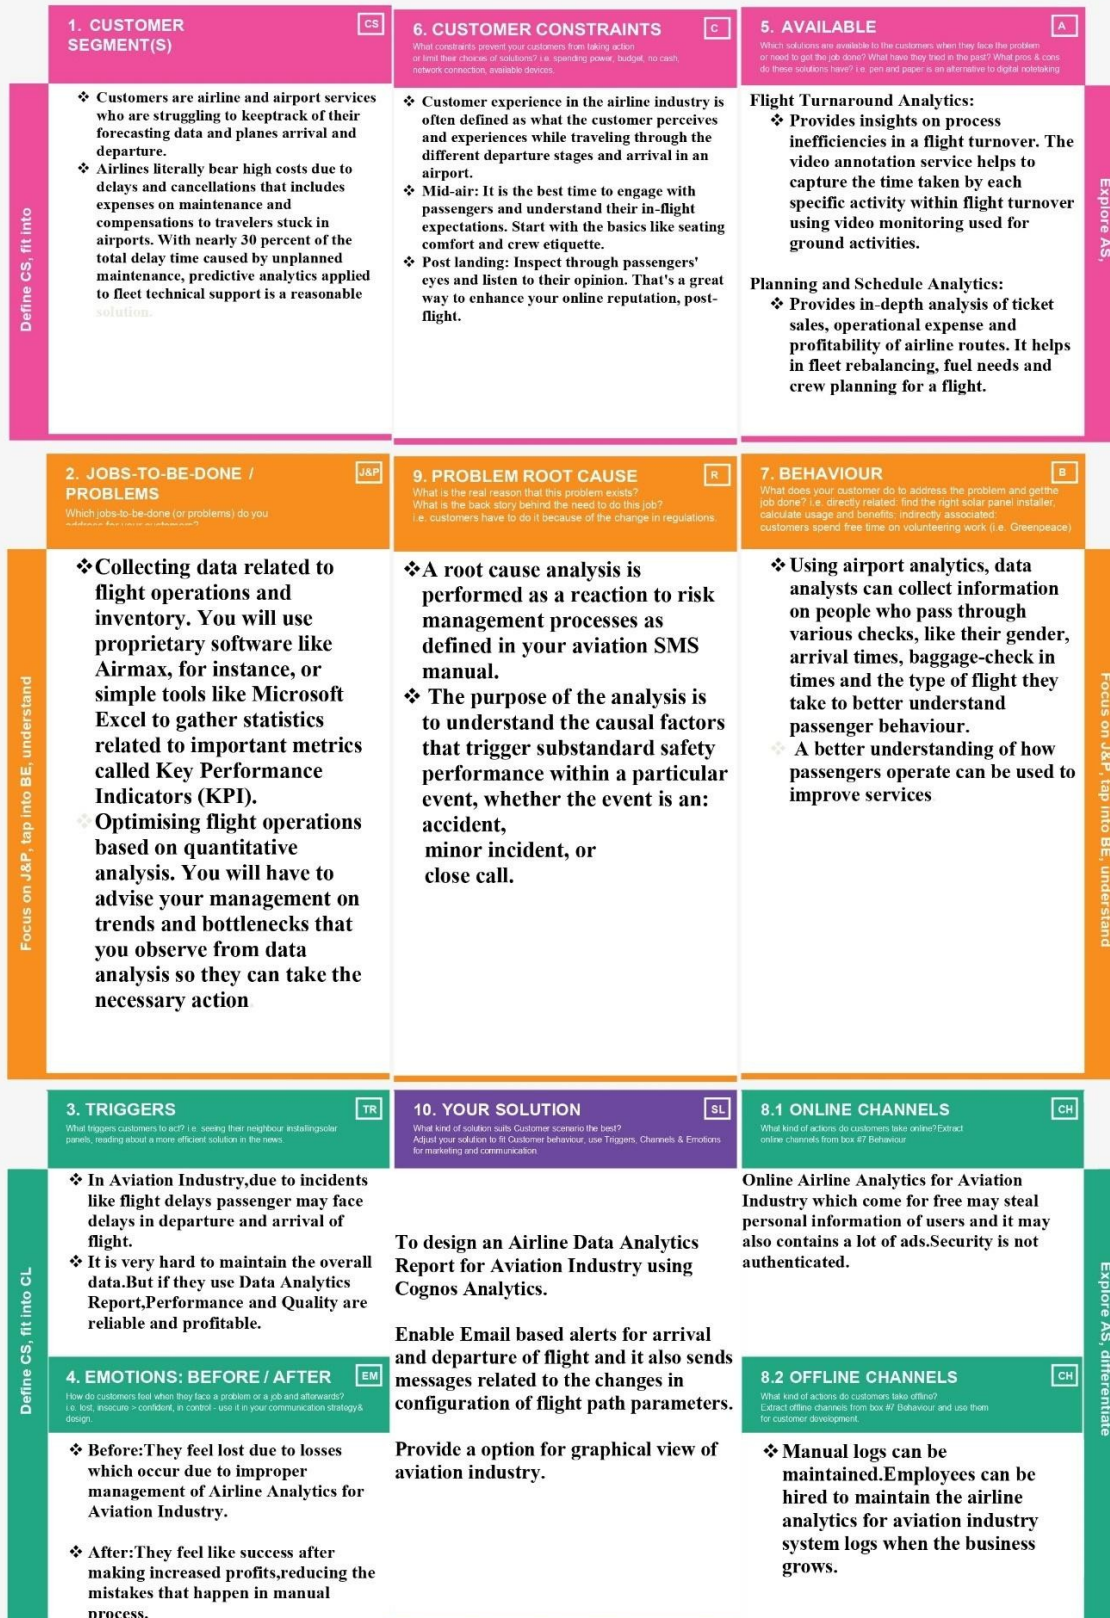 1. CUSTOMER
SEGMENT(S)
CS
❖ Customers are airline and airport services
who are struggling to keeptrack of their
forecasting data and planes arrival and
departure.
❖ Airlines literally bear high costs due to
delays and cancellations that includes
expenses on maintenance and
compensations to travelers stuck in
airports. With nearly 30 percent of the
total delay time caused by unplanned
maintenance, predictive analytics applied
to fleet technical support is a reasonable
solution.
Define CS, fit into
6. CUSTOMER CONSTRAINTS
C
What constraints prevent your customers from taking action
or limit their choices of solutions? i.e. spending power, budget, no cash,
network connection, available devices.
❖ Customer experience in the airline industry is
often defined as what the customer perceives
and experiences while traveling through the
different departure stages and arrival in an
airport.
❖ Mid-air: It is the best time to engage with
passengers and understand their in-flight
expectations. Start with the basics like seating
comfort and crew etiquette.
❖ Post landing: Inspect through passengers'
eyes and listen to their opinion. That's a great
way to enhance your online reputation, post-
flight.
5. AVAILABLE
A
Which solutions are available to the customers when they face the problem
or need to get the job done? What have they tried in the past? What pros & cons
do these solutions have? i.e. pen and paper is an alternative to digital notetaking
Flight Turnaround Analytics:
❖ Provides insights on process
inefficiencies in a flight turnover. The
video annotation service helps to
capture the time taken by each
specific activity within flight turnover
using video monitoring used for
ground activities.
Planning and Schedule Analytics:
❖ Provides in-depth analysis of ticket
sales, operational expense and
profitability of airline routes. It helps
in fleet rebalancing, fuel needs and
crew planning for a flight.
Explore AS,
2. JOBS-TO-BE-DONE /
PROBLEMS
J&P
Which jobs-to-be-done (or problems) do you
address for your customers?
❖Collecting data related to
flight operations and
inventory. You will use
proprietary software like
Airmax, for instance, or
simple tools like Microsoft
Excel to gather statistics
related to important metrics
called Key Performance
Indicators (KPI).
❖Optimising flight operations
based on quantitative
analysis. You will have to
advise your management on
trends and bottlenecks that
you observe from data
analysis so they can take the
necessary action
Focus on J&P, tap into BE, understand
9. PROBLEM ROOT CAUSE
R
What is the real reason that this problem exists?
What is the back story behind the need to do this job?
i.e. customers have to do it because of the change in regulations.
❖A root cause analysis is
performed as a reaction to risk
management processes as
defined in your aviation SMS
manual.
❖ The purpose of the analysis is
to understand the causal factors
that trigger substandard safety
performance within a particular
event, whether the event is an:
accident,
minor incident, or
close call.
7. BEHAVIOUR
B
What does your customer do to address the problem and getthe
job done? i.e. directly related: find the right solar panel installer,
calculate usage and benefits; indirectly associated:
customers spend free time on volunteering work (i.e. Greenpeace)
❖ Using airport analytics, data
analysts can collect information
on people who pass through
various checks, like their gender,
arrival times, baggage-check in
times and the type of flight they
take to better understand
passenger behaviour.
❖ A better understanding of how
passengers operate can be used to
improve services
Focus on J&P, tap into BE, understand
3. TRIGGERS
TR
What triggers customers to act? i.e. seeing their neighbour installingsolar
panels, reading about a more efficient solution in the news.
❖ In Aviation Industry,due to incidents
like flight delays passenger may face
delays in departure and arrival of
flight.
❖ It is very hard to maintain the overall
data.But if they use Data Analytics
Report,Performance and Quality are
reliable and profitable.
4. EMOTIONS: BEFORE / AFTER
EM
How do customers feel when they face a problem or a job and afterwards?
i.e. lost, insecure > confident, in control - use it in your communication strategy&
design.
❖ Before:They feel lost due to losses
which occur due to improper
management of Airline Analytics for
Aviation Industry.
❖ After:They feel like success after
making increased profits,reducing the
mistakes that happen in manual
process.
Define CS, fit into CL
10. YOUR SOLUTION
SL
What kind of solution suits Customer scenario the best?
Adjust your solution to fit Customer behaviour, use Triggers, Channels & Emotions
for marketing and communication.
To design an Airline Data Analytics
Report for Aviation Industry using
Cognos Analytics.
Enable Email based alerts for arrival
and departure of flight and it also sends
messages related to the changes in
configuration of flight path parameters.
Provide a option for graphical view of
aviation industry.
8.1 ONLINE CHANNELS
CH
What kind of actions do customers take online?Extract
online channels from box #7 Behaviour
Online Airline Analytics for Aviation
Industry which come for free may steal
personal information of users and it may
also contains a lot of ads.Security is not
authenticated.
8.2 OFFLINE CHANNELS
CH
What kind of actions do customers take offline?
Extract offline channels from box #7 Behaviour and use them
for customer development.
❖ Manual logs can be
maintained.Employees can be
hired to maintain the airline
analytics for aviation industry
system logs when the business
grows.
Explore AS, differentiate